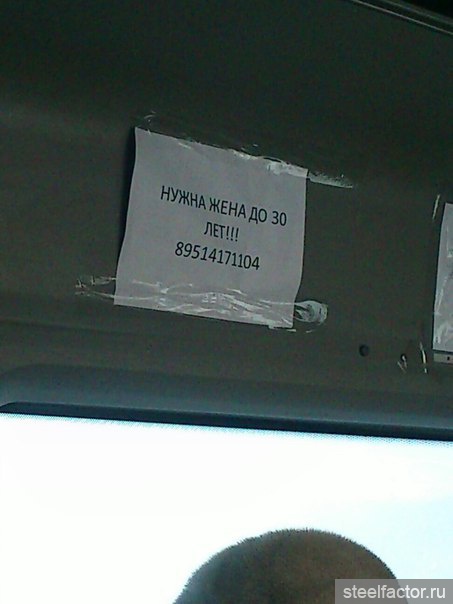 НУЖНА ЖЕНА ДО 30
ЛЕТ!!!
89514171104
steelfactor.ru